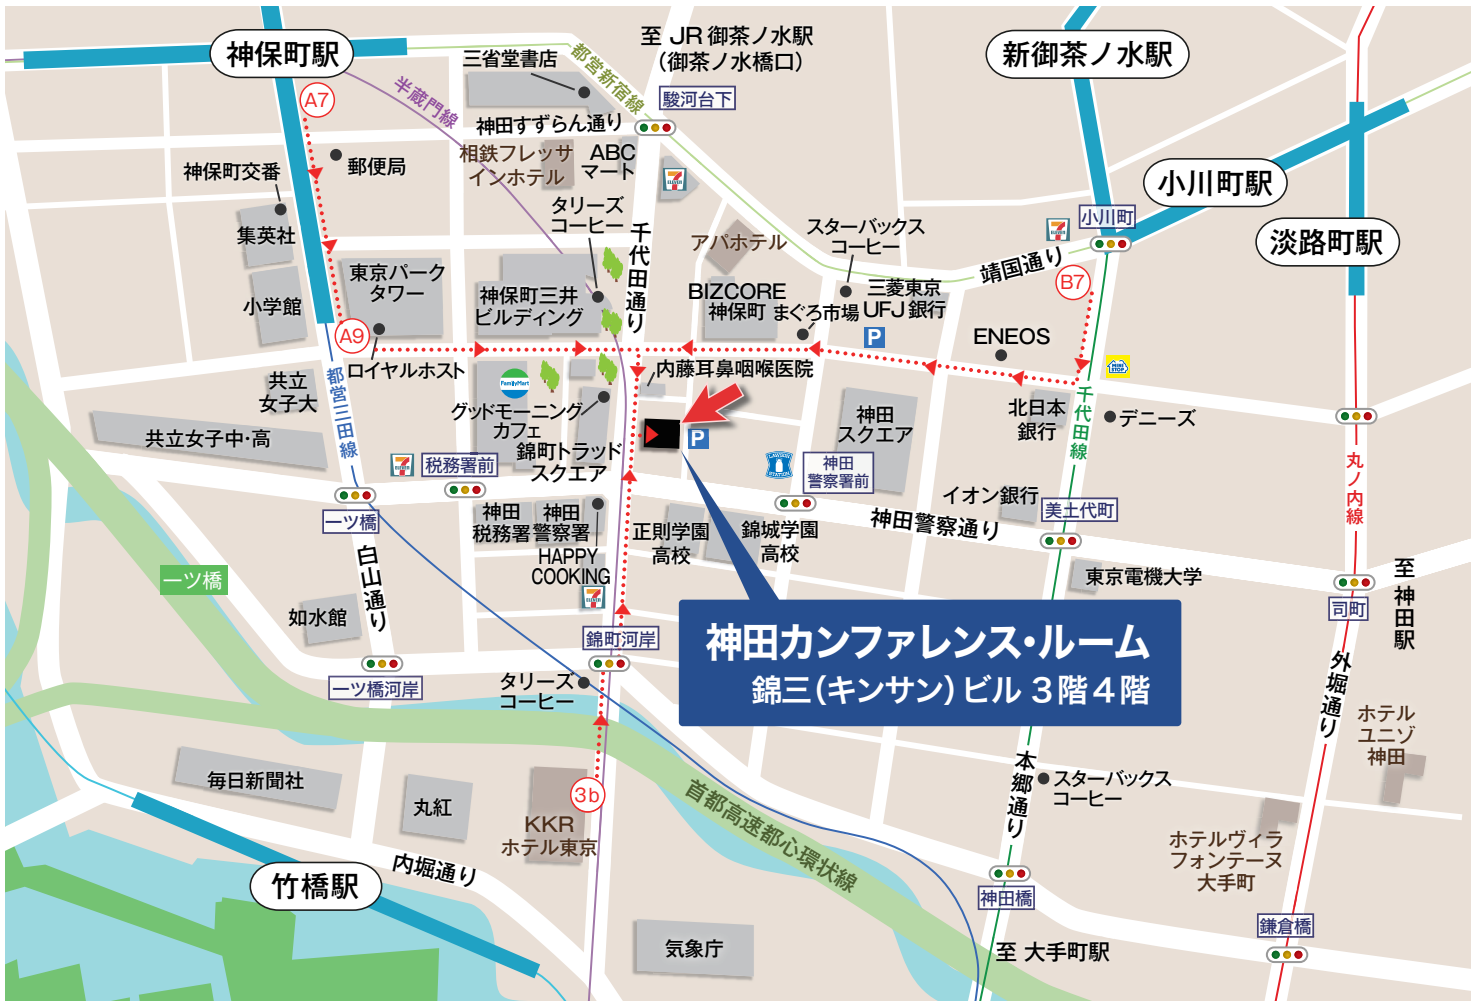 神保町駅
至 JR 御茶ノ水駅
(御茶ノ水橋口)
新御茶ノ水駅
三省堂書店
都営新宿線
半蔵門線
駿河台下
A7
神田すずらん通り
郵便局
神保町交番
相鉄フレッサ
インホテル
ABC
マート
7
ELEVEN
小川町駅
集英社
タリーズ
コーヒー
千代田通り
アパホテル
スターバックス
コーヒー
7
ELEVEN
小川町
淡路町駅
靖国通り
東京パーク
タワー
小学館
神保町三井
ビルディング
BIZCORE
神保町
まぐろ市場
三菱東京
UFJ 銀行
B7
A9
P
ENEOS
ロイヤルホスト
内藤耳鼻咽喉医院
MINI
STOP
共立
女子大
都営三田線
FamilyMart
グッドモーニング
カフェ
神田
スクエア
北日本
銀行
千代田線
デニーズ
共立女子中・高
錦町トラッド
スクエア
P
7
ELEVEN
税務署前
LAWSON
STATION
神田
警察署前
丸ノ内線
イオン銀行
一ツ橋
神田
税務署
神田
警察署
HAPPY
COOKING
正則学園
高校
錦城学園
高校
神田警察通り
美土代町
白山通り
一ツ橋
7
ELEVEN
東京電機大学
至 神田駅
司町
如水館
錦町河岸
神田カンファレンス・ルーム
錦三(キンサン)ビル 3階4階
外堀通り
一ツ橋河岸
タリーズ
コーヒー
ホテル
ユニゾ
神田
毎日新聞社
丸紅
3b
首都高速都心環状線
本郷通り
スターバックス
コーヒー
KKR
ホテル東京
ホテルヴィラ
フォンテーヌ
大手町
竹橋駅
内堀通り
神田橋
鎌倉橋
気象庁
至 大手町駅